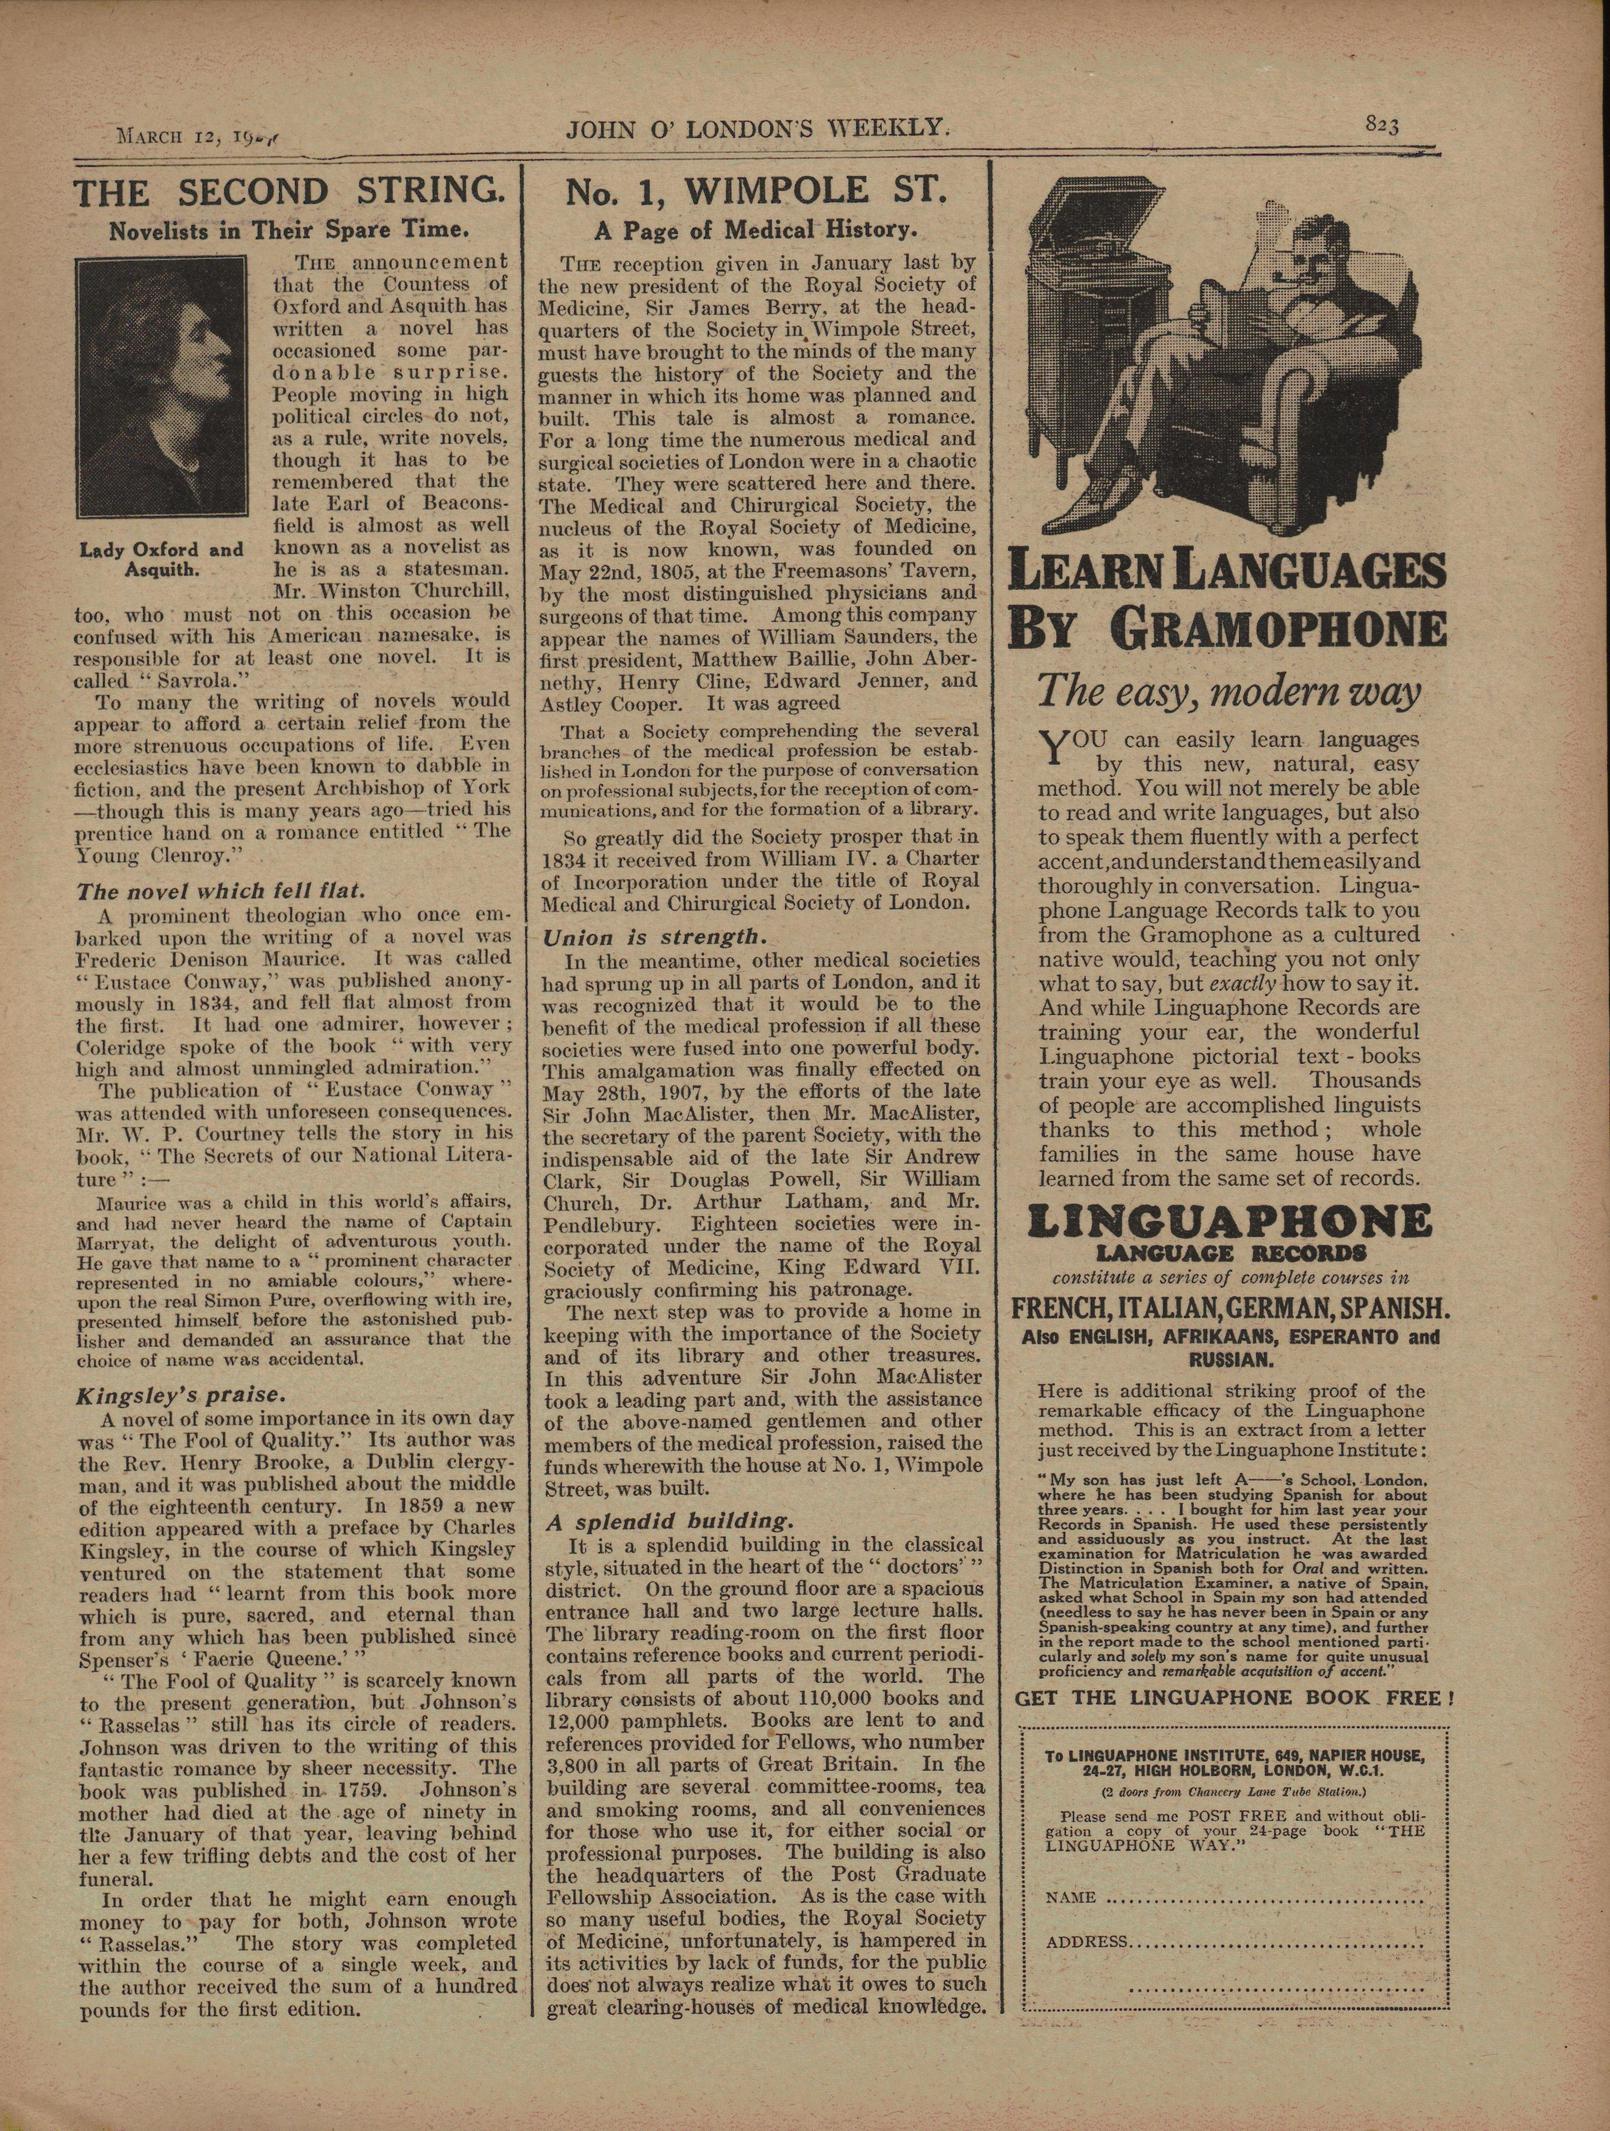 MARCH 12, 19
JOHN O' LONDON'S WEEKLY.
823
THE SECOND STRING.
Novelists in Their Spare Time.
THE announcement
that the Countess of
Oxford and Asquith has
written a novel has
occasioned some par-
donable surprise.
People moving in high
political circles do not,
as a rule, write novels,
though it has to be
remembered that the
late Earl of Beacons-
field is almost as well
known as a novelist as
he is as a statesman.
Mr. Winston Churchill,
Lady Oxford and
Asquith.
too, who must not on this occasion be
confused with his American namesake, is
responsible for at least one novel. It is
called “ Savrola.”
To many the writing of novels would
appear to afford a certain relief from the
more strenuous occupations of life. Even
ecclesiastics have been known to dabble in
fiction, and the present Archbishop of York
—though this is many years ago—tried his
prentice hand on a romance entitled “ The
Young Clenroy.”
The novel which fell flat.
A prominent theologian who once em-
barked upon the writing of a novel was
Frederic Denison Maurice. It was called
“ Eustace Conway,” was published anony-
mously in 1834, and fell flat almost from
the first. It had one admirer, however ;
Coleridge spoke of the book “ with very
high and almost unmingled admiration.”
The publication of “ Eustace Conway ”
was attended with unforeseen consequences.
Mr. W. P. Courtney tells the story in his
book, “ The Secrets of our National Litera-
ture ” :—
Maurice was a child in this world's affairs,
and had never heard the name of Captain
Marryat, the delight of adventurous youth.
He gave that name to a “ prominent character
represented in no amiable colours,” where-
upon the real Simon Pure, overflowing with ire,
presented himself before the astonished pub-
lisher and demanded an assurance that the
choice of name was accidental.
Kingsley's praise.
A novel of some importance in its own day
was “ The Fool of Quality.” Its author was
the Rev. Henry Brooke, a Dublin clergy-
man, and it was published about the middle
of the eighteenth century. In 1859 a new
edition appeared with a preface by Charles
Kingsley, in the course of which Kingsley
ventured on the statement that some
readers had “ learnt from this book more
which is pure, sacred, and eternal than
from any which has been published since
Spenser's ‘ Faerie Queene.’ ”
“ The Fool of Quality ” is scarcely known
to the present generation, but Johnson's
“ Rasselas ” still has its circle of readers.
Johnson was driven to the writing of this
fantastic romance by sheer necessity. The
book was published in 1759. Johnson's
mother had died at the age of ninety in
the January of that year, leaving behind
her a few trifling debts and the cost of her
funeral.
In order that he might earn enough
money to pay for both, Johnson wrote
“ Rasselas.” The story was completed
within the course of a single week, and
the author received the sum of a hundred
pounds for the first edition.
No. 1, WIMPOLE ST.
A Page of Medical History.
THE reception given in January last by
the new president of the Royal Society of
Medicine, Sir James Berry, at the head-
quarters of the Society in Wimpole Street,
must have brought to the minds of the many
guests the history of the Society and the
manner in which its home was planned and
built. This tale is almost a romance.
For a long time the numerous medical and
surgical societies of London were in a chaotic
state. They were scattered here and there.
The Medical and Chirurgical Society, the
nucleus of the Royal Society of Medicine,
as it is now known, was founded on
May 22nd, 1805, at the Freemasons' Tavern,
by the most distinguished physicians and
surgeons of that time. Among this company
appear the names of William Saunders, the
first president, Matthew Baillie, John Aber-
nethy, Henry Cline, Edward Jenner, and
Astley Cooper. It was agreed
That a Society comprehending the several
branches of the medical profession be estab-
lished in London for the purpose of conversation
on professional subjects, for the reception of com-
munications, and for the formation of a library.
So greatly did the Society prosper that in
1834 it received from William IV. a Charter
of Incorporation under the title of Royal
Medical and Chirurgical Society of London.
Union is strength.
In the meantime, other medical societies
had sprung up in all parts of London, and it
was recognized that it would be to the
benefit of the medical profession if all these
societies were fused into one powerful body.
This amalgamation was finally effected on
May 28th, 1907, by the efforts of the late
Sir John MacAlister, then Mr. MacAlister,
the secretary of the parent Society, with the
indispensable aid of the late Sir Andrew
Clark, Sir Douglas Powell, Sir William
Church, Dr. Arthur Latham, and Mr.
Pendlebury. Eighteen societies were in-
corporated under the name of the Royal
Society of Medicine, King Edward VII.
graciously confirming his patronage.
The next step was to provide a home in
keeping with the importance of the Society
and of its library and other treasures.
In this adventure Sir John MacAlister
took a leading part and, with the assistance
of the above-named gentlemen and other
members of the medical profession, raised the
funds wherewith the house at No. 1, Wimpole
Street, was built.
A splendid building.
It is a splendid building in the classical
style, situated in the heart of the “ doctors' ”
district. On the ground floor are a spacious
entrance hall and two large lecture halls.
The library reading-room on the first floor
contains reference books and current periodi-
cals from all parts of the world. The
library consists of about 110,000 books and
12,000 pamphlets. Books are lent to and
references provided for Fellows, who number
3,800 in all parts of Great Britain. In the
building are several committee-rooms, tea
and smoking rooms, and all conveniences
for those who use it, for either social or
professional purposes. The building is also
the headquarters of the Post Graduate
Fellowship Association. As is the case with
so many useful bodies, the Royal Society
of Medicine, unfortunately, is hampered in
its activities by lack of funds, for the public
does not always realize what it owes to such
great clearing-houses of medical knowledge.
LEARN LANGUAGES
BY GRAMOPHONE
The easy, modern way
YOU can easily learn languages
by this new, natural, easy
method. You will not merely be able
to read and write languages, but also
to speak them fluently with a perfect
accent, and understand them easily and
thoroughly in conversation. Lingua-
phone Language Records talk to you
from the Gramophone as a cultured
native would, teaching you not only
what to say, but exactly how to say it.
And while Linguaphone Records are
training your ear, the wonderful
Linguaphone pictorial text - books
train your eye as well. Thousands
of people are accomplished linguists
thanks to this method ; whole
families in the same house have
learned from the same set of records.
LINGUAPHONE
LANGUAGE RECORDS
constitute a series of complete courses in
FRENCH, ITALIAN, GERMAN, SPANISH.
Also ENGLISH, AFRIKAANS, ESPERANTO and
RUSSIAN.
Here is additional striking proof of the
remarkable efficacy of the Linguaphone
method. This is an extract from a letter
just received by the Linguaphone Institute:
“My son has just left A——'s School, London,
where he has been studying Spanish for about
three years. . . . I bought for him last year your
Records in Spanish. He used these persistently
and assiduously as you instruct. At the last
examination for Matriculation he was awarded
Distinction in Spanish both for Oral and written.
The Matriculation Examiner, a native of Spain,
asked what School in Spain my son had attended
(needless to say he has never been in Spain or any
Spanish-speaking country at any time), and further
in the report made to the school mentioned parti-
cularly and solely my son's name for quite unusual
proficiency and remarkable acquisition of accent.”
GET THE LINGUAPHONE BOOK FREE !
To LINGUAPHONE INSTITUTE, 649, NAPIER HOUSE,
24-27, HIGH HOLBORN, LONDON, W.C.1.
(2 doors from Chancery Lane Tube Station.)
Please send me POST FREE and without obli-
gation a copy of your 24-page book “THE
LINGUAPHONE WAY.”
NAME
ADDRESS